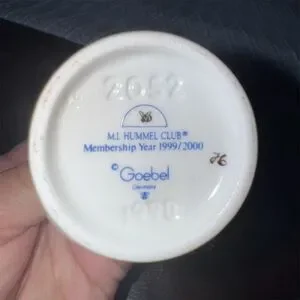 2052
M.I. HUMMEL CLUB®
Membership Year 1999/2000
© Goebel
Germany
76